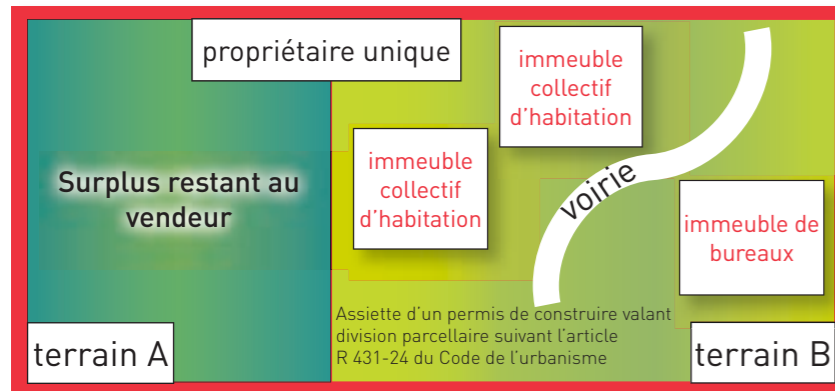 propriétaire unique
immeuble
collectif
d'habitation
immeuble
collectif
d'habitation
Surplus restant au
vendeur
voirie
immeuble de
bureaux
Assiette d'un permis de construire valant
division parcellaire suivant l'article
R 431-24 du Code de l'urbanisme
terrain A
terrain B